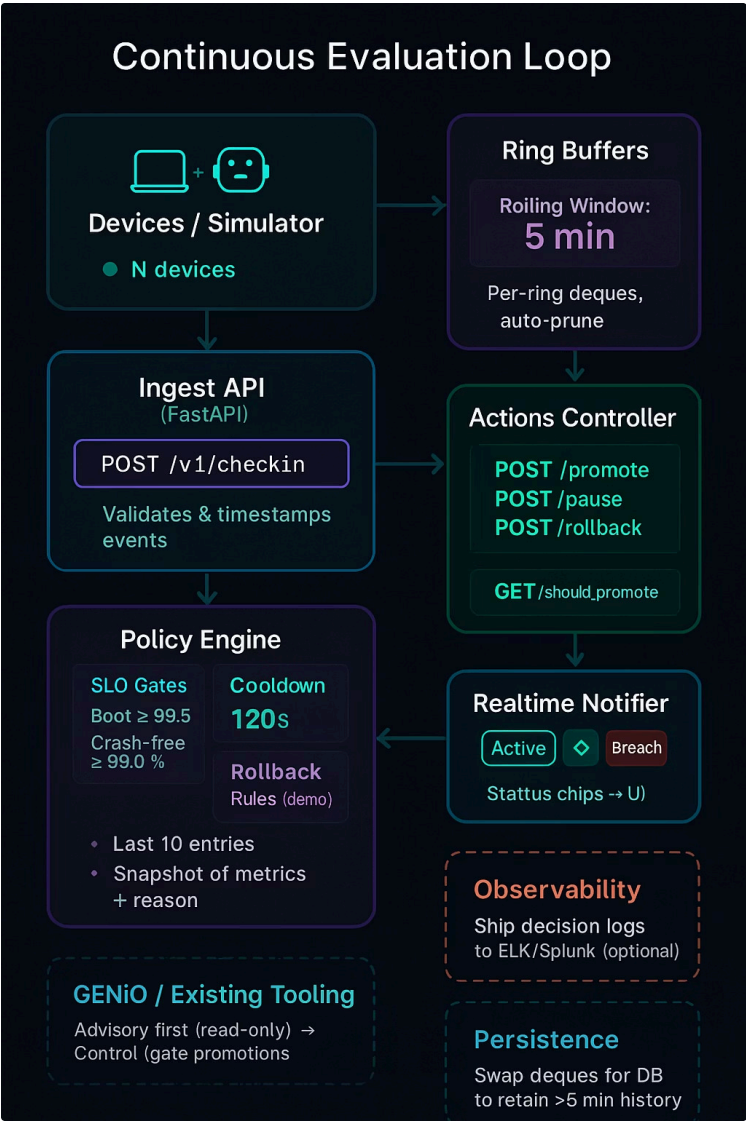 Continuous Evaluation Loop
+
Devices / Simulator
N devices
Ring Buffers
Roiling Window:
5 min
Per-ring deques,
auto-prune
Ingest API
(FastAPI)
POST /v1/checkin
Validates & timestamps
events
Actions Controller
POST /promote
POST /pause
POST /rollback
GET /should_promote
Policy Engine
SLO Gates
Boot ≥ 99.5
Crash-free
≥ 99.0 %
Cooldown
120s
Rollback
Rules (demo)
• Last 10 entries
• Snapshot of metrics
+ reason
Realtime Notifier
Active
Breach
Stattus chips → U)
Observability
Ship decision logs
to ELK/Splunk (optional)
GENiO / Existing Tooling
Advisory first (read-only) →
Control (gate promotions
Persistence
Swap deques for DB
to retain >5 min history